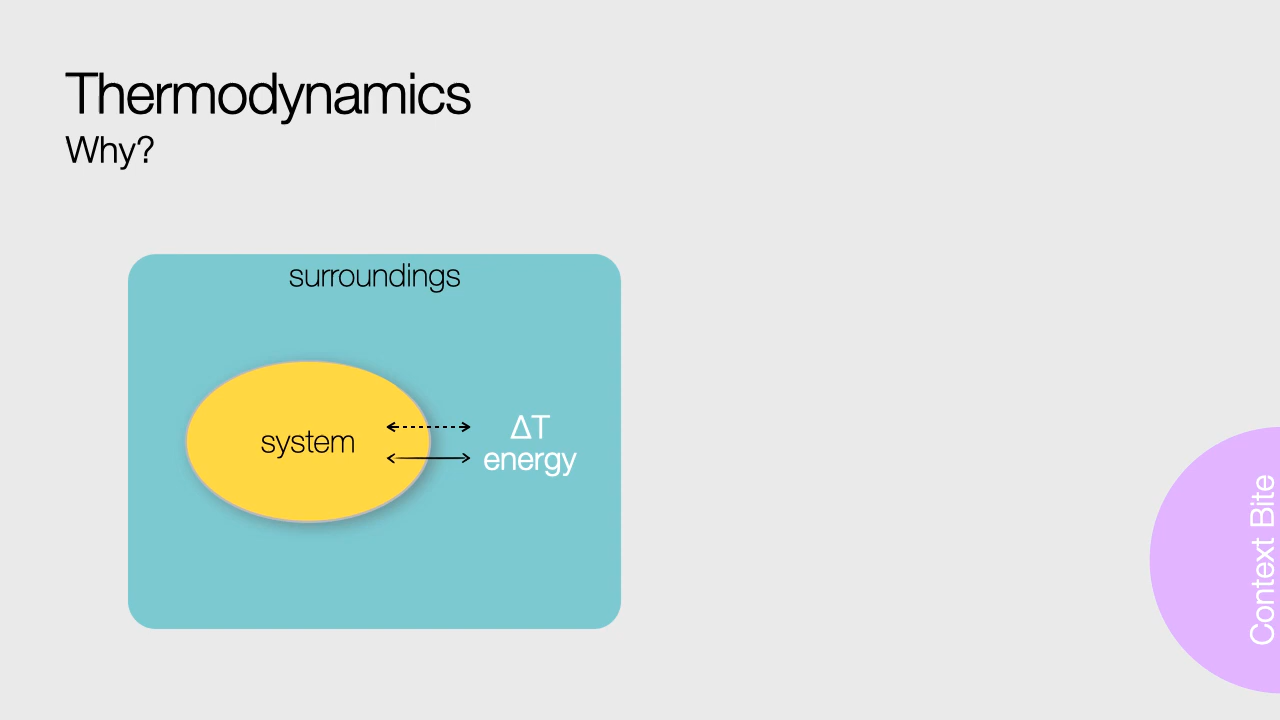 Thermodynamics
Why?
surroundings
system
ΔT
energy
Context Bite